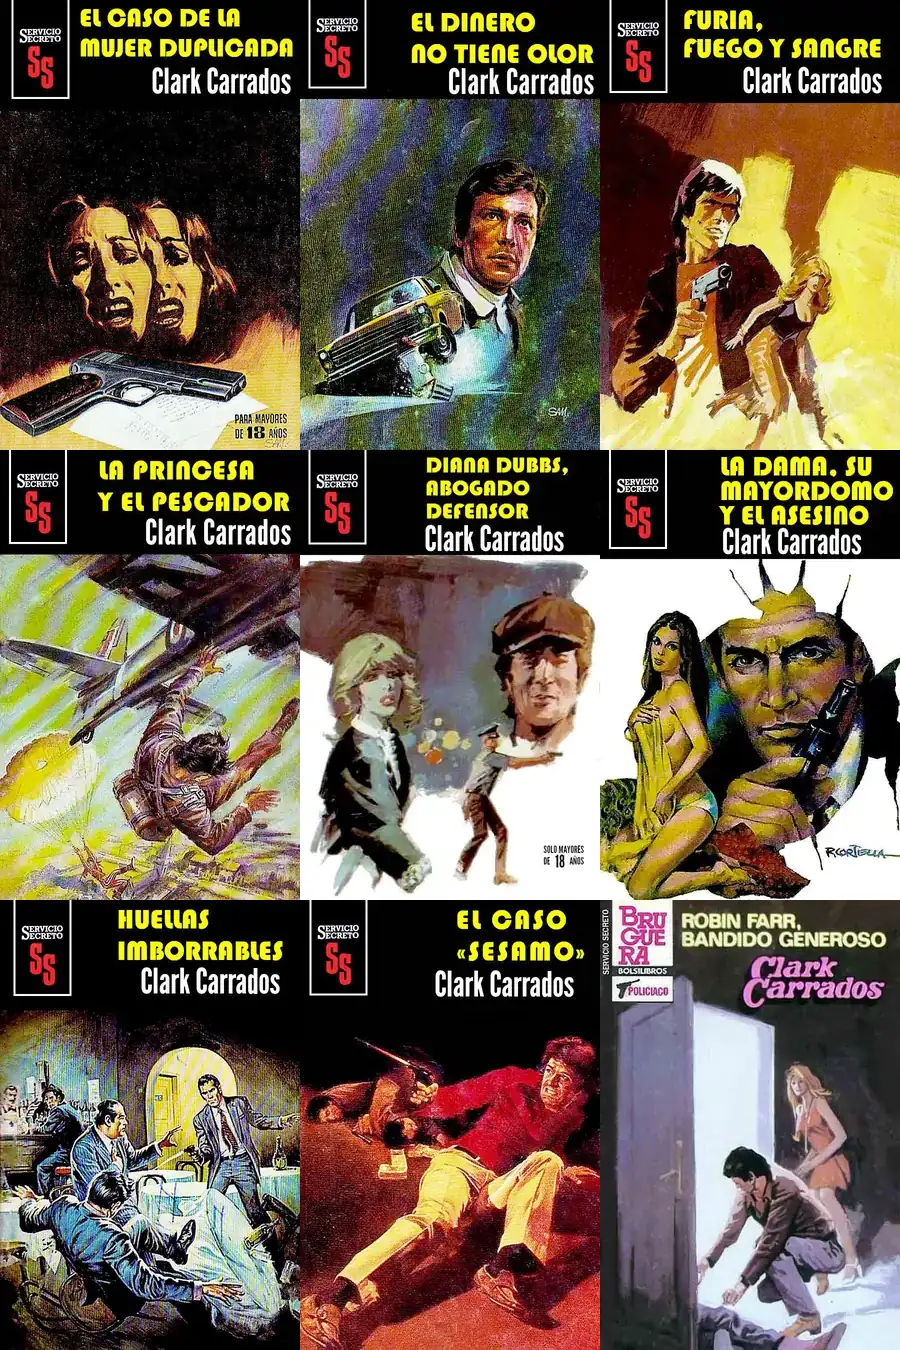 SERVICIO
SECRETO
SS
EL CASO DE LA
MUJER DUPLICADA
Clark Carrados
PARA MAYORES
DE 18 AÑOS
S.M.
SERVICIO
SECRETO
SS
EL DINERO
NO TIENE OLOR
Clark Carrados
S.M.
SERVICIO
SECRETO
SS
FURIA,
FUEGO Y SANGRE
Clark Carrados
SERVICIO
SECRETO
SS
LA PRINCESA
Y EL PESCADOR
Clark Carrados
SERVICIO
SECRETO
SS
DIANA DUBBS,
ABOGADO
DEFENSOR
Clark Carrados
SOLO MAYORES
DE 18 AÑOS
SERVICIO
SECRETO
SS
LA DAMA, SU
MAYORDOMO
Y EL ASESINO
Clark Carrados
R.CORTIELLA
SERVICIO
SECRETO
SS
HUELLAS
IMBORRABLES
Clark Carrados
SERVICIO
SECRETO
SS
EL CASO
«SESAMO»
Clark Carrados
SERVICIO SECRETO
BRU
GUE
RA
BOLSILIBROS
POLICIACO
ROBIN FARR,
BANDIDO GENEROSO
Clark
Carrados